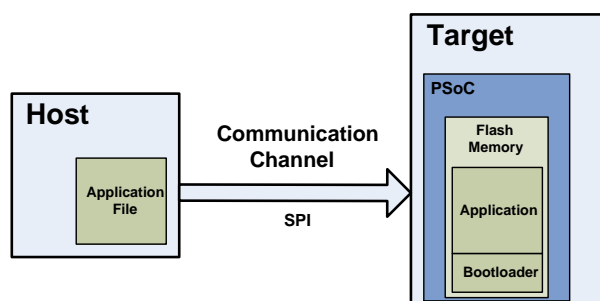 Host
Application
File
Communication
Channel
SPI
Target
PSoC
Flash
Memory
Application
Bootloader